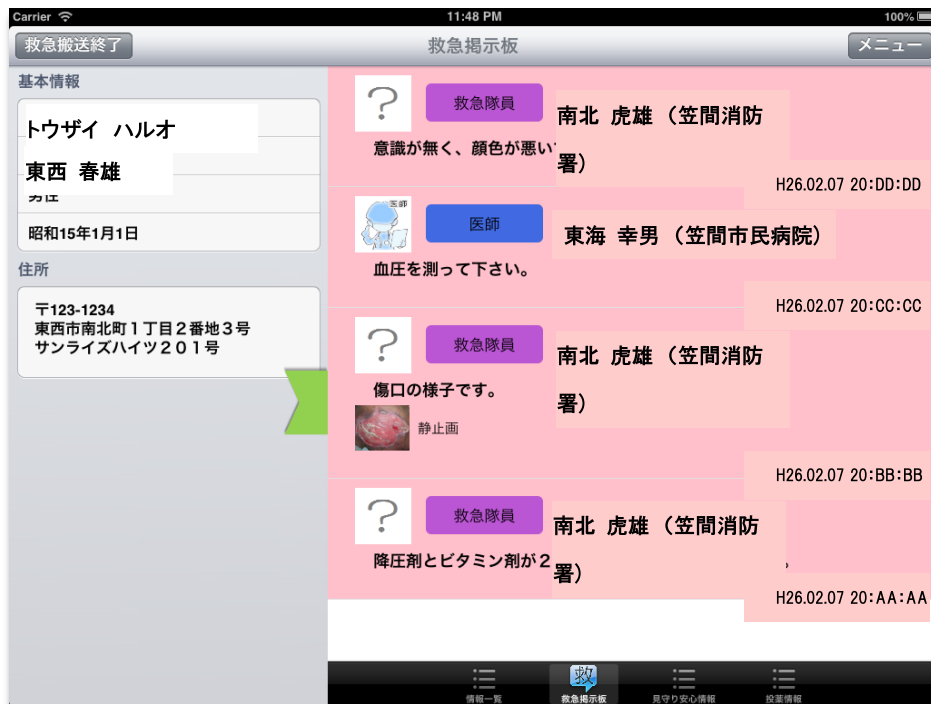 Carrier
11:48 PM
100%
救急搬送終了
救急掲示板
メニュー
基本情報
トウザイ ハルオ
東西 春雄
男性
昭和15年1月1日
住所
〒123-1234
東西市南北町1丁目2番地3号
サンライズハイツ201号
救急隊員
南北 虎雄（笠間消防
署）
意識が無く、顔色が悪い
H26.02.07 20:DD:DD
医師
医師
東海 幸男（笠間市民病院）
血圧を測って下さい。
H26.02.07 20:CC:CC
救急隊員
南北 虎雄（笠間消防
署）
傷口の様子です。
静止画
H26.02.07 20:BB:BB
救急隊員
南北 虎雄（笠間消防
署）
降圧剤とビタミン剤が2
H26.02.07 20:AA:AA
情報一覧
救
救急掲示板
見守り安心情報
投薬情報